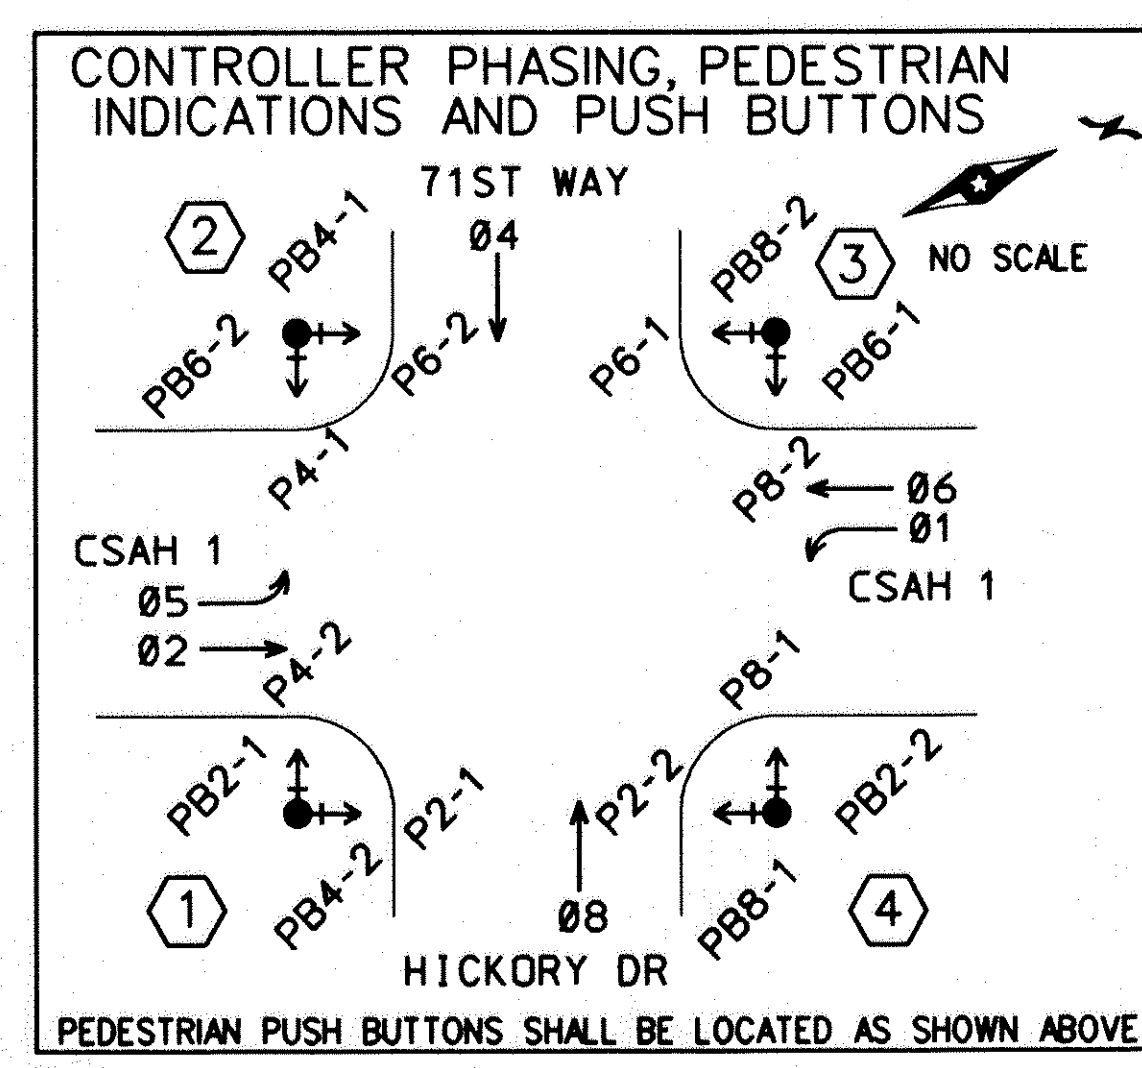 CONTROLLER PHASING, PEDESTRIAN
INDICATIONS AND PUSH BUTTONS
71ST WAY
2
PB4-1
Ø4
PB8-2
3
NO SCALE
PB6-2
P6-2
P6-1
PB6-1
P4-1
P8-2
Ø6
Ø1
CSAH 1
CSAH 1
Ø5
Ø2
P4-2
P8-1
PB2-1
P2-1
P2-2
PB2-2
1
PB4-2
Ø8
PB8-1
4
HICKORY DR
PEDESTRIAN PUSH BUTTONS SHALL BE LOCATED AS SHOWN ABOVE